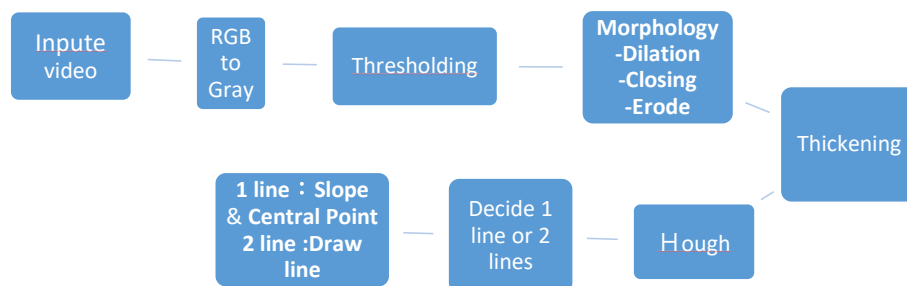 Inpute
video
RGB
to
Gray
Thresholding
Morphology
-Dilation
-Closing
-Erode
Thickening
Hough
Decide 1
line or 2
lines
1 line：Slope
& Central Point
2 line :Draw
line